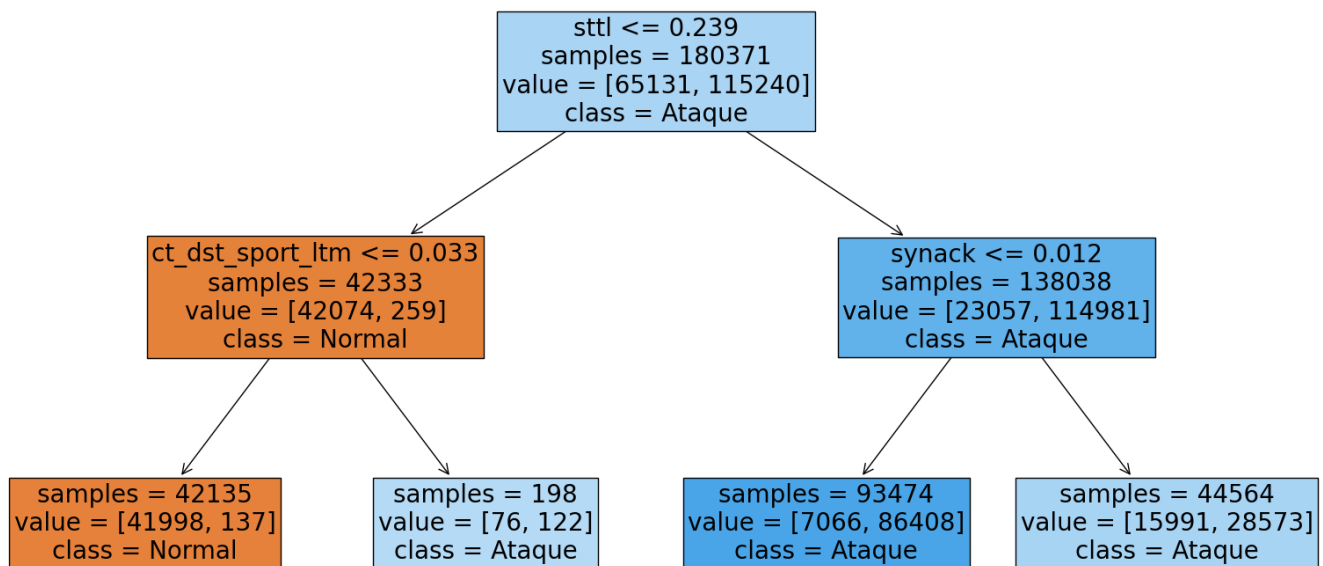 sttl <= 0.239
samples = 180371
value = [65131, 115240]
class = Ataque
ct_dst_sport_ltm <= 0.033
samples = 42333
value = [42074, 259]
class = Normal
synack <= 0.012
samples = 138038
value = [23057, 114981]
class = Ataque
samples = 42135
value = [41998, 137]
class = Normal
samples = 198
value = [76, 122]
class = Ataque
samples = 93474
value = [7066, 86408]
class = Ataque
samples = 44564
value = [15991, 28573]
class = Ataque